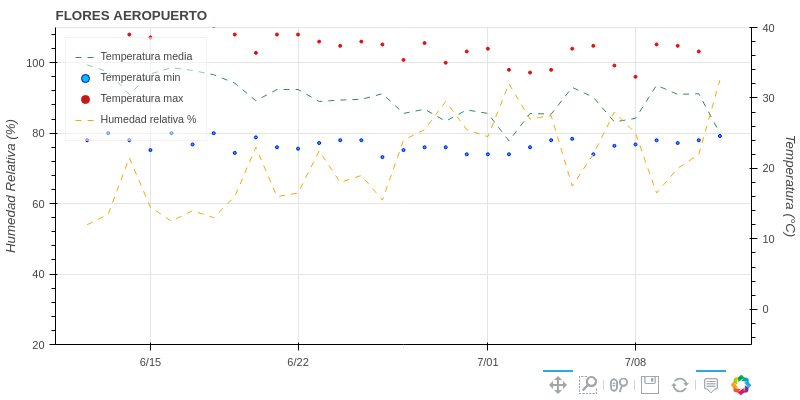 FLORES AEROPUERTO
Temperatura media
Temperatura min
Temperatura max
Humedad relativa %
Humedad Relativa (%)
100
80
60
40
20
Temperatura (°C)
40
30
20
10
0
6/15
6/22
7/01
7/08